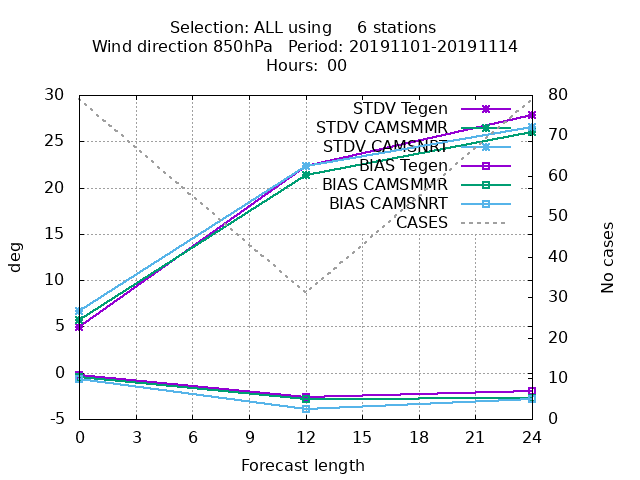 Selection: ALL using     6 stations
Wind direction 850hPa   Period: 20191101-20191114
Hours: 00
30
25
20
15
10
5
0
-5
deg
STDV Tegen
STDV CAMSMMR
STDV CAMSNRT
BIAS Tegen
BIAS CAMSMMR
BIAS CAMSNRT
CASES
80
70
60
50
40
30
20
10
0
No cases
0 3 6 9 12 15 18 21 24
Forecast length